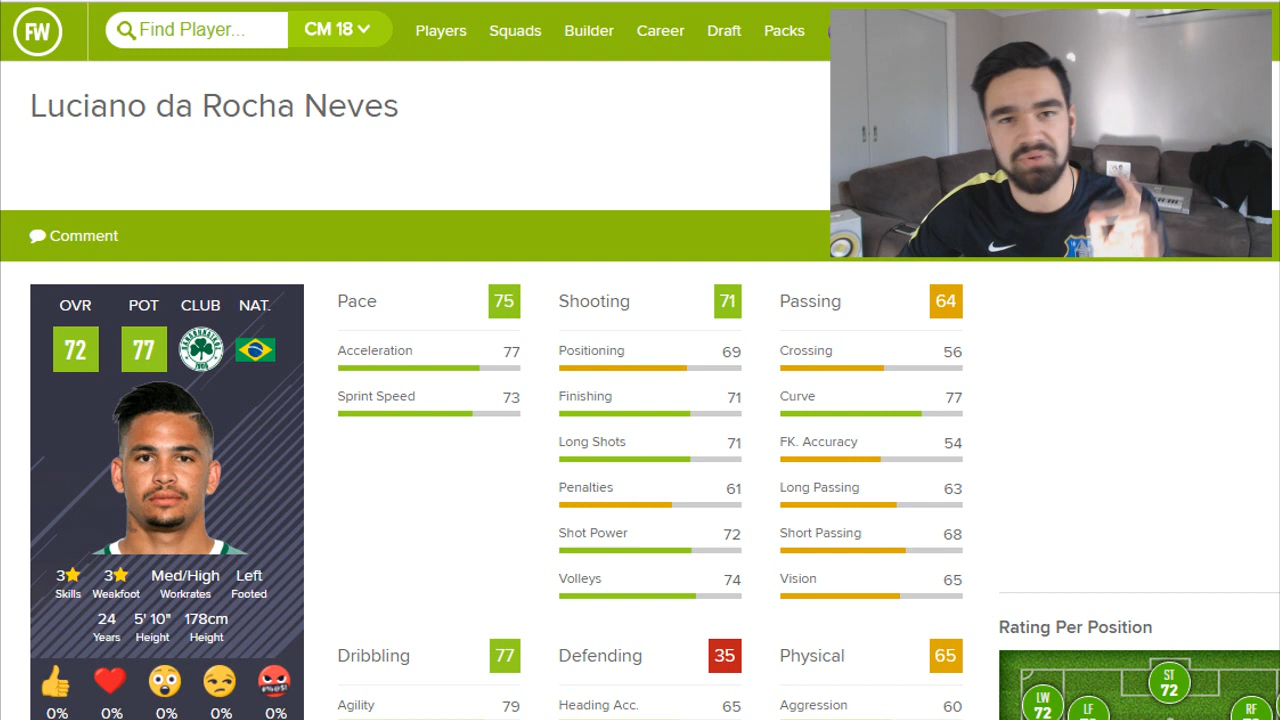 FW
Find Player...
CM 18
Players
Squads
Builder
Career
Draft
Packs
Luciano da Rocha Neves
Comment
OVR POT CLUB NAT.
72 77
3 3 Med/High Left
Skills Weakfoot Workrates Footed
24 5' 10" 178cm
Years Height Height
0% 0% 0% 0% 0%
Pace 75
Acceleration 77
Sprint Speed 73
Shooting 71
Positioning 69
Finishing 71
Long Shots 71
Penalties 61
Shot Power 72
Volleys 74
Passing 64
Crossing 56
Curve 77
FK. Accuracy 54
Long Passing 63
Short Passing 68
Vision 65
Dribbling 77
Agility 79
Defending 35
Heading Acc. 65
Physical 65
Aggression 60
Rating Per Position
ST
72
LW
72
LF
RF